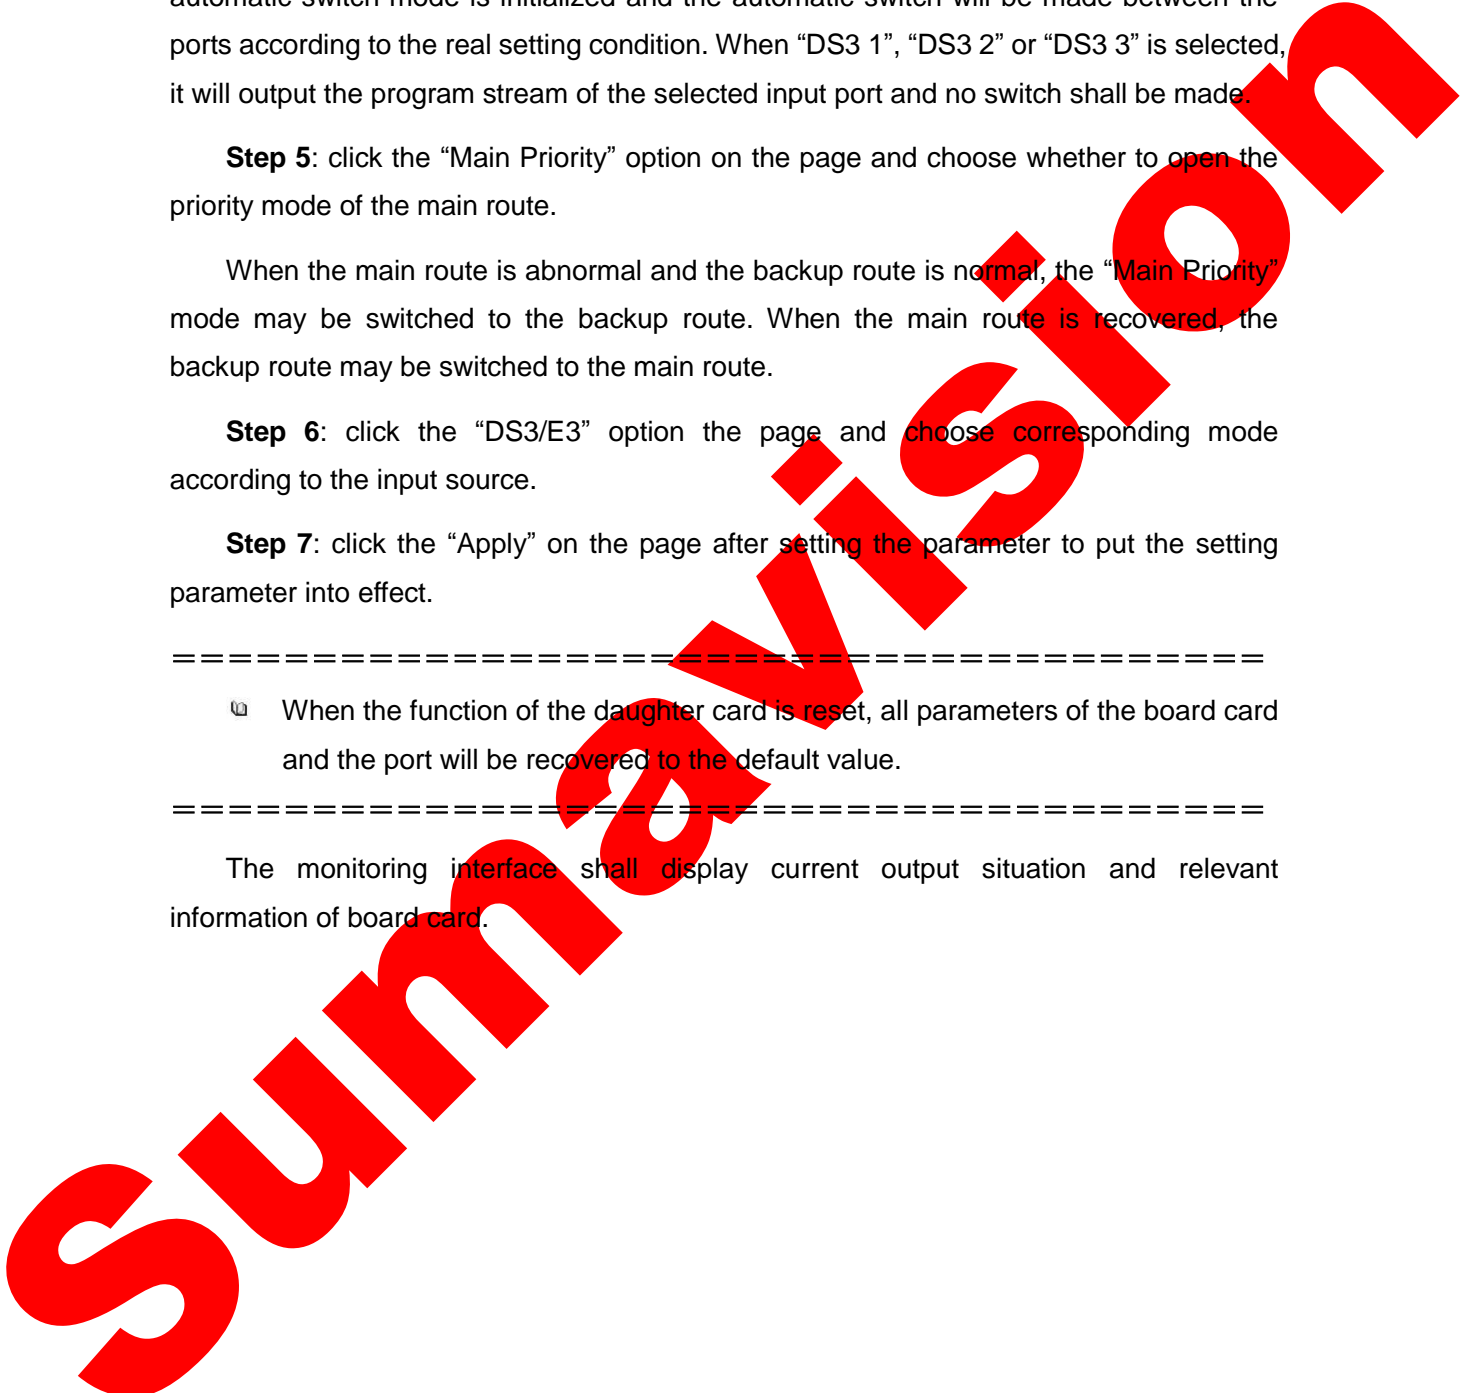 automatic switch mode is initialized and the automatic switch will be made between the
ports according to the real setting condition. When “DS3 1”, “DS3 2” or “DS3 3” is selected,
it will output the program stream of the selected input port and no switch shall be made.
Step 5: click the “Main Priority” option on the page and choose whether to open the
priority mode of the main route.
When the main route is abnormal and the backup route is normal, the “Main Priority”
mode may be switched to the backup route. When the main route is recovered, the
backup route may be switched to the main route.
Step 6: click the “DS3/E3” option the page and choose corresponding mode
according to the input source.
Step 7: click the “Apply” on the page after setting the parameter to put the setting
parameter into effect.
=======================================
When the function of the daughter card is reset, all parameters of the board card
and the port will be recovered to the default value.
=======================================
The monitoring interface shall display current output situation and relevant
information of board card.
Sumavision